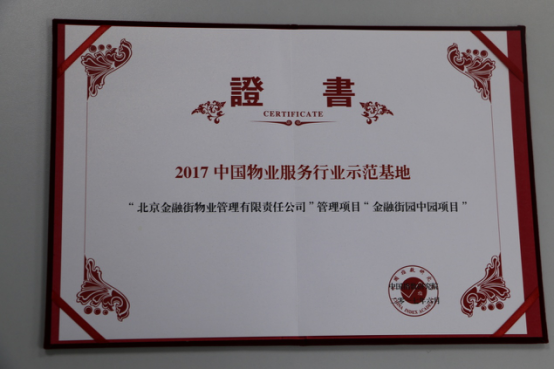 證書
CERTIFICATE
2017 中国物业服务行业示范基地
“北京金融街物业管理有限责任公司”管理项目“金融街园中园项目”